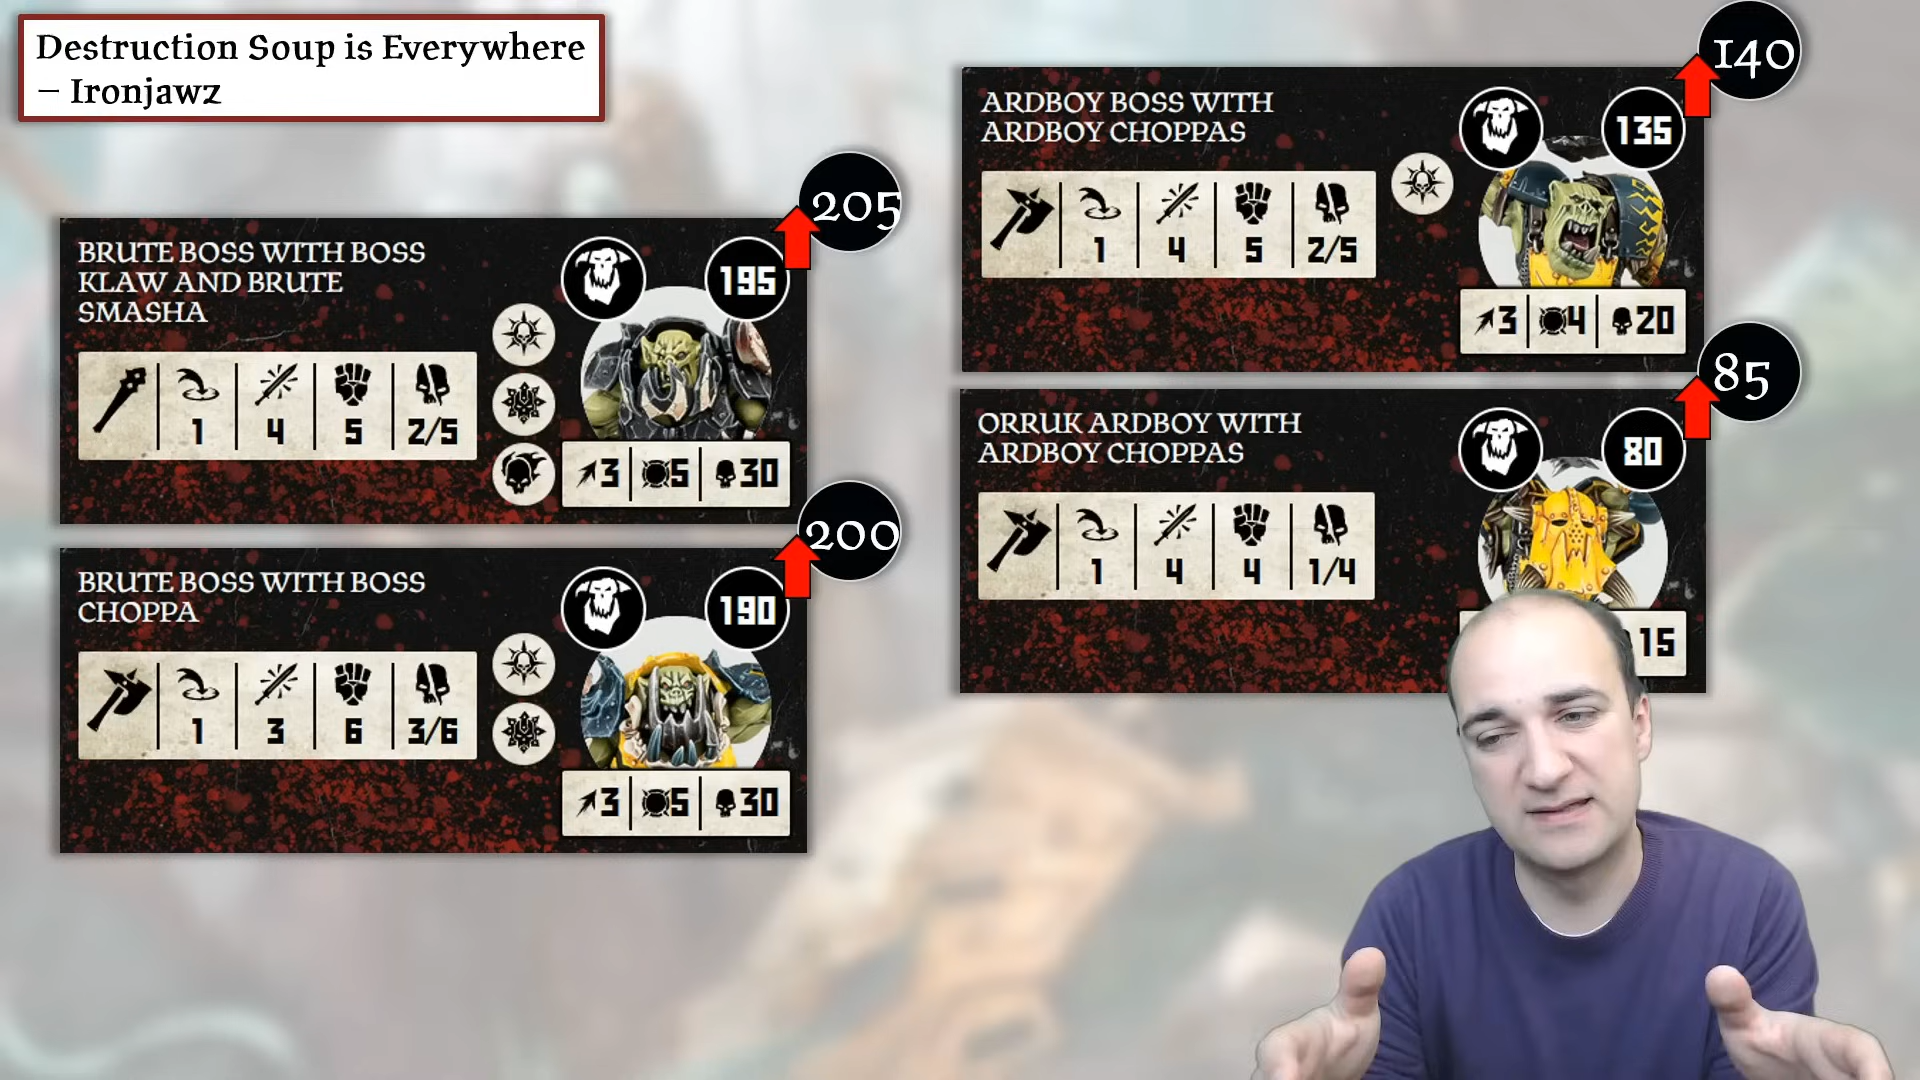 Destruction Soup is Everywhere
– Ironjawz
205
BRUTE BOSS WITH BOSS
KLAW AND BRUTE
SMASHA
195
1 4 5 2/5
3 5 30
200
BRUTE BOSS WITH BOSS
CHOPPA
190
1 3 6 3/6
3 5 30
140
ARDBOY BOSS WITH
ARDBOY CHOPPAS
135
1 4 5 2/5
3 4 20
85
ORRUK ARDBOY WITH
ARDBOY CHOPPAS
80
1 4 4 1/4
15